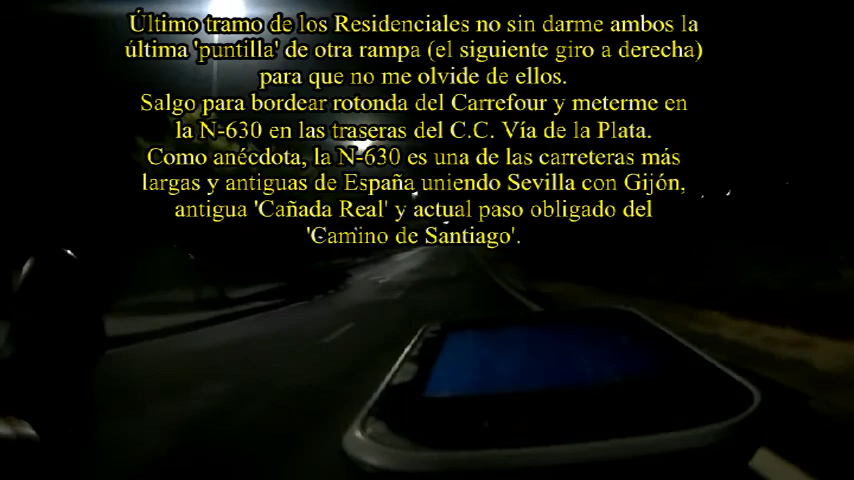 Último tramo de los Residenciales no sin darme ambos la
última 'puntilla' de otra rampa (el siguiente giro a derecha)
para que no me olvide de ellos.
Salgo para bordear rotonda del Carrefour y meterme en
la N-630 en las traseras del C.C. Vía de la Plata.
Como anécdota, la N-630 es una de las carreteras más
largas y antiguas de España uniendo Sevilla con Gijón,
antigua 'Cañada Real' y actual paso obligado del
'Camino de Santiago'.